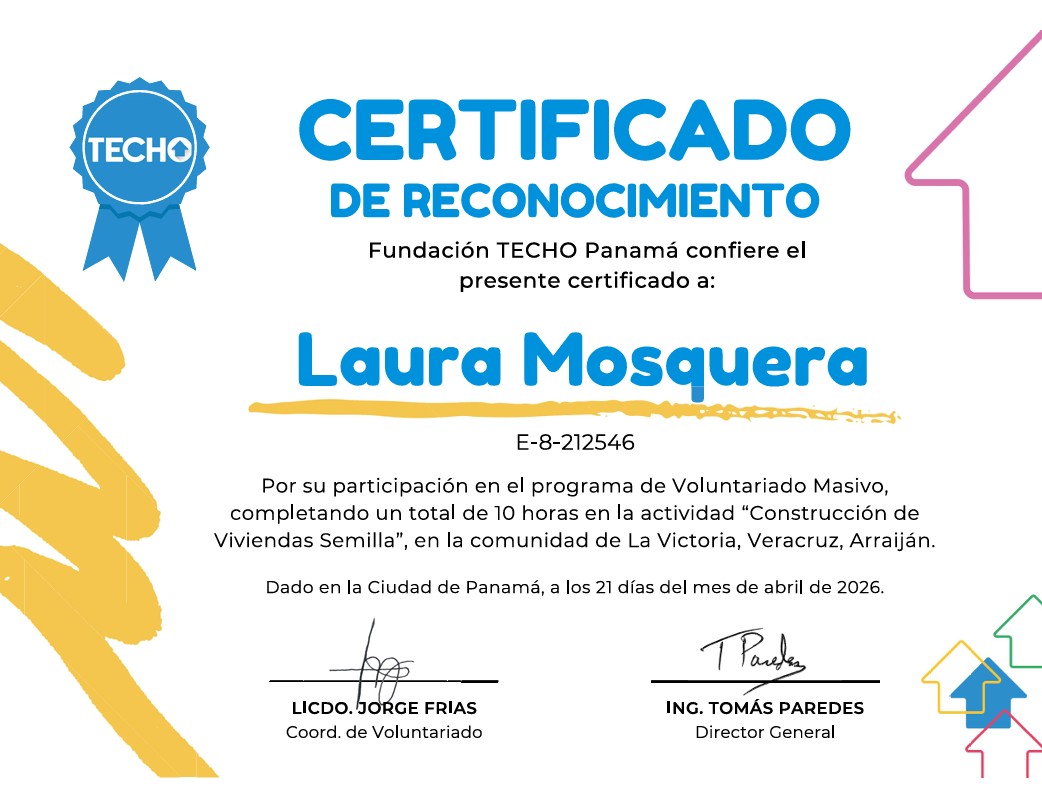 TECHO
CERTIFICADO
DE RECONOCIMIENTO
Fundación TECHO Panamá confiere el
presente certificado a:
Laura Mosquera
E-8-212546
Por su participación en el programa de Voluntariado Masivo,
completando un total de 10 horas en la actividad “Construcción de
Viviendas Semilla”, en la comunidad de La Victoria, Veracruz, Arraiján.
Dado en la Ciudad de Panamá, a los 21 días del mes de abril de 2026.
T Paredes
LICDO. JORGE FRIAS
ING. TOMÁS PAREDES
Coord. de Voluntariado
Director General